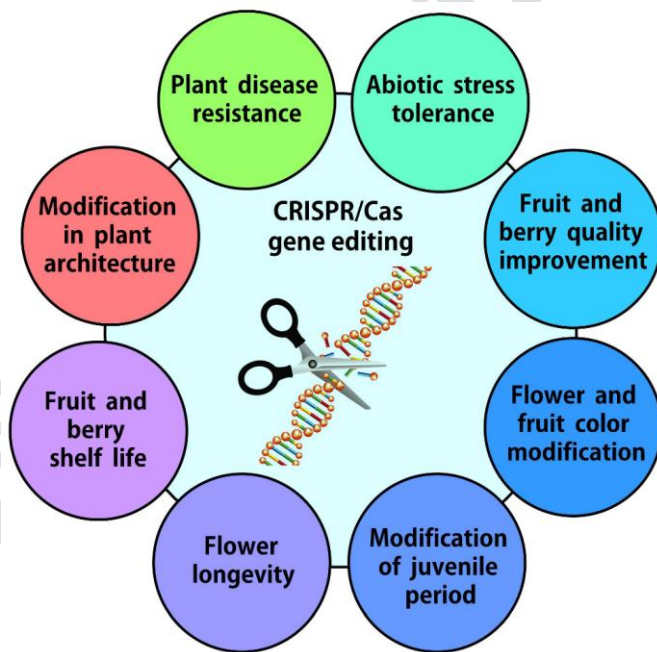 Plant disease
resistance
Abiotic stress
tolerance
CRISPR/Cas
gene editing
Modification
in plant
architecture
Fruit and
berry quality
improvement
Fruit and
berry
shelf life
Flower and
fruit color
modification
Flower
longevity
Modification
of juvenile
period